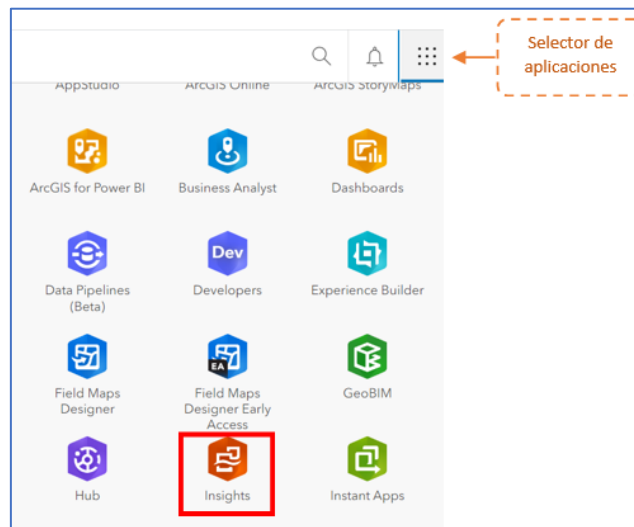 Selector de
aplicaciones
AppStudio
ArcGIS Online
ArcGIS StoryMaps
ArcGIS for Power BI
Business Analyst
Dashboards
Dev
Data Pipelines
(Beta)
Developers
Experience Builder
EA
Field Maps
Designer
Field Maps
Designer Early
Access
GeoBIM
Hub
Insights
Instant Apps